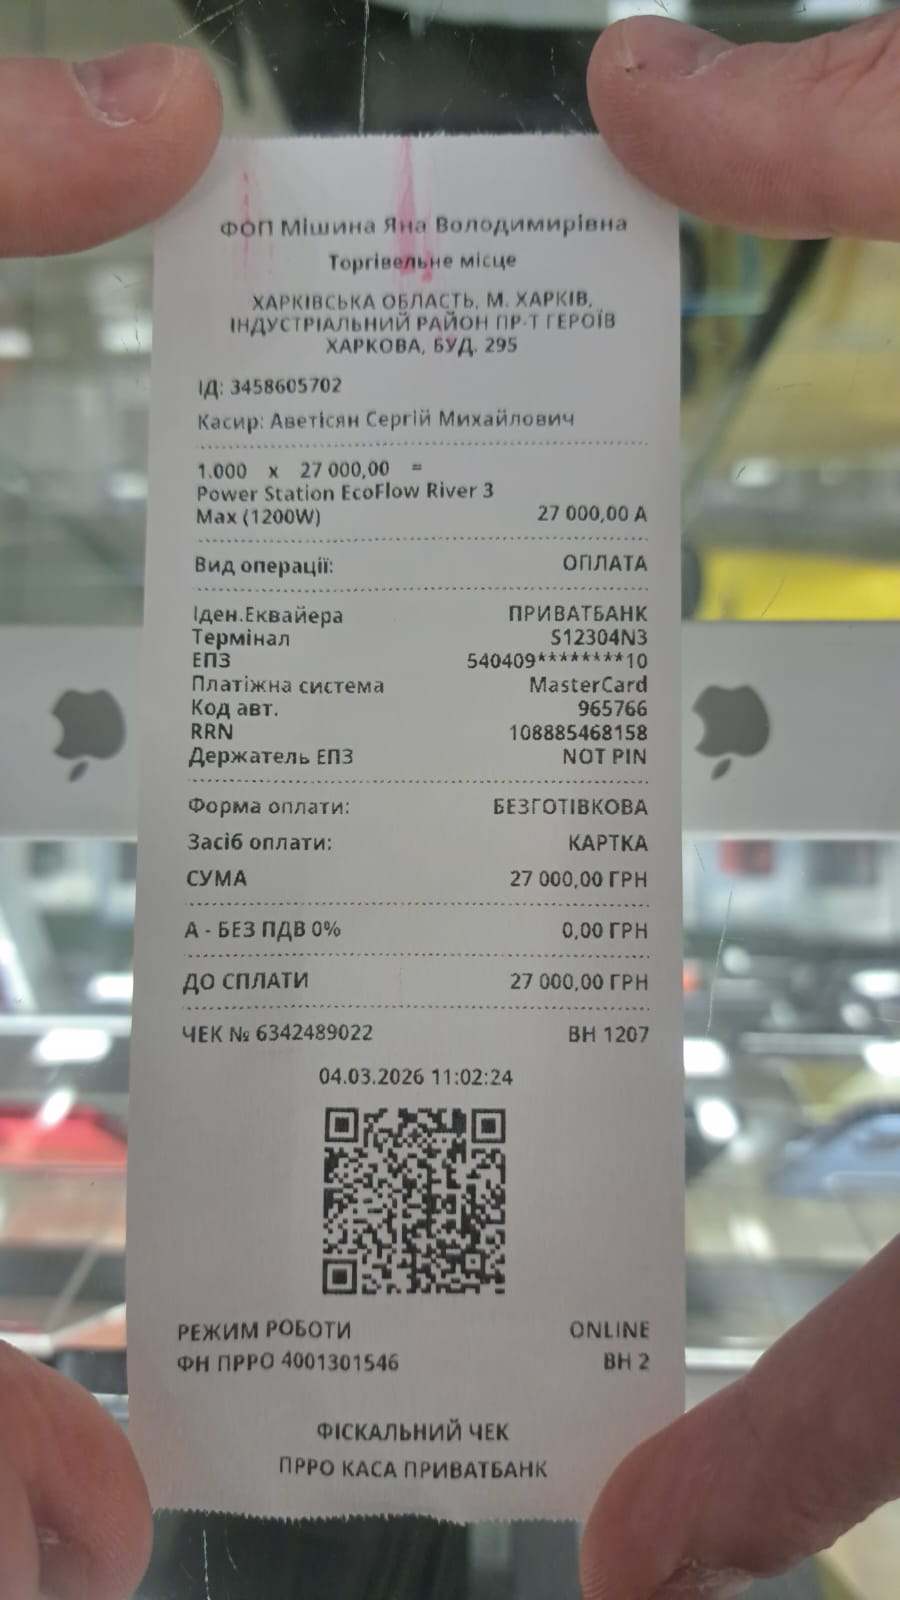 ФОП Мішина Яна Володимирівна
Торгівельне місце
ХАРКІВСЬКА ОБЛАСТЬ, М. ХАРКІВ,
ІНДУСТРІАЛЬНИЙ РАЙОН ПР-Т ГЕРОЇВ
ХАРКОВА, БУД. 295
ІД: 3458605702
Касир: Аветісян Сергій Михайлович
1.000 x 27 000,00 =
Power Station EcoFlow River 3
Max (1200W) 27 000,00 А
Вид операції: ОПЛАТА
Іден.Еквайера ПРИВАТБАНК
Термінал S12304N3
ЕПЗ 540409********10
Платіжна система MasterCard
Код авт. 965766
RRN 108885468158
Держатель ЕПЗ NOT PIN
Форма оплати: БЕЗГОТІВКОВА
Засіб оплати: КАРТКА
СУМА 27 000,00 ГРН
А - БЕЗ ПДВ 0% 0,00 ГРН
ДО СПЛАТИ 27 000,00 ГРН
ЧЕК № 6342489022 ВН 1207
04.03.2026 11:02:24
РЕЖИМ РОБОТИ ONLINE
ФН ПРРО 4001301546 ВН 2
ФІСКАЛЬНИЙ ЧЕК
ПРРО КАСА ПРИВАТБАНК